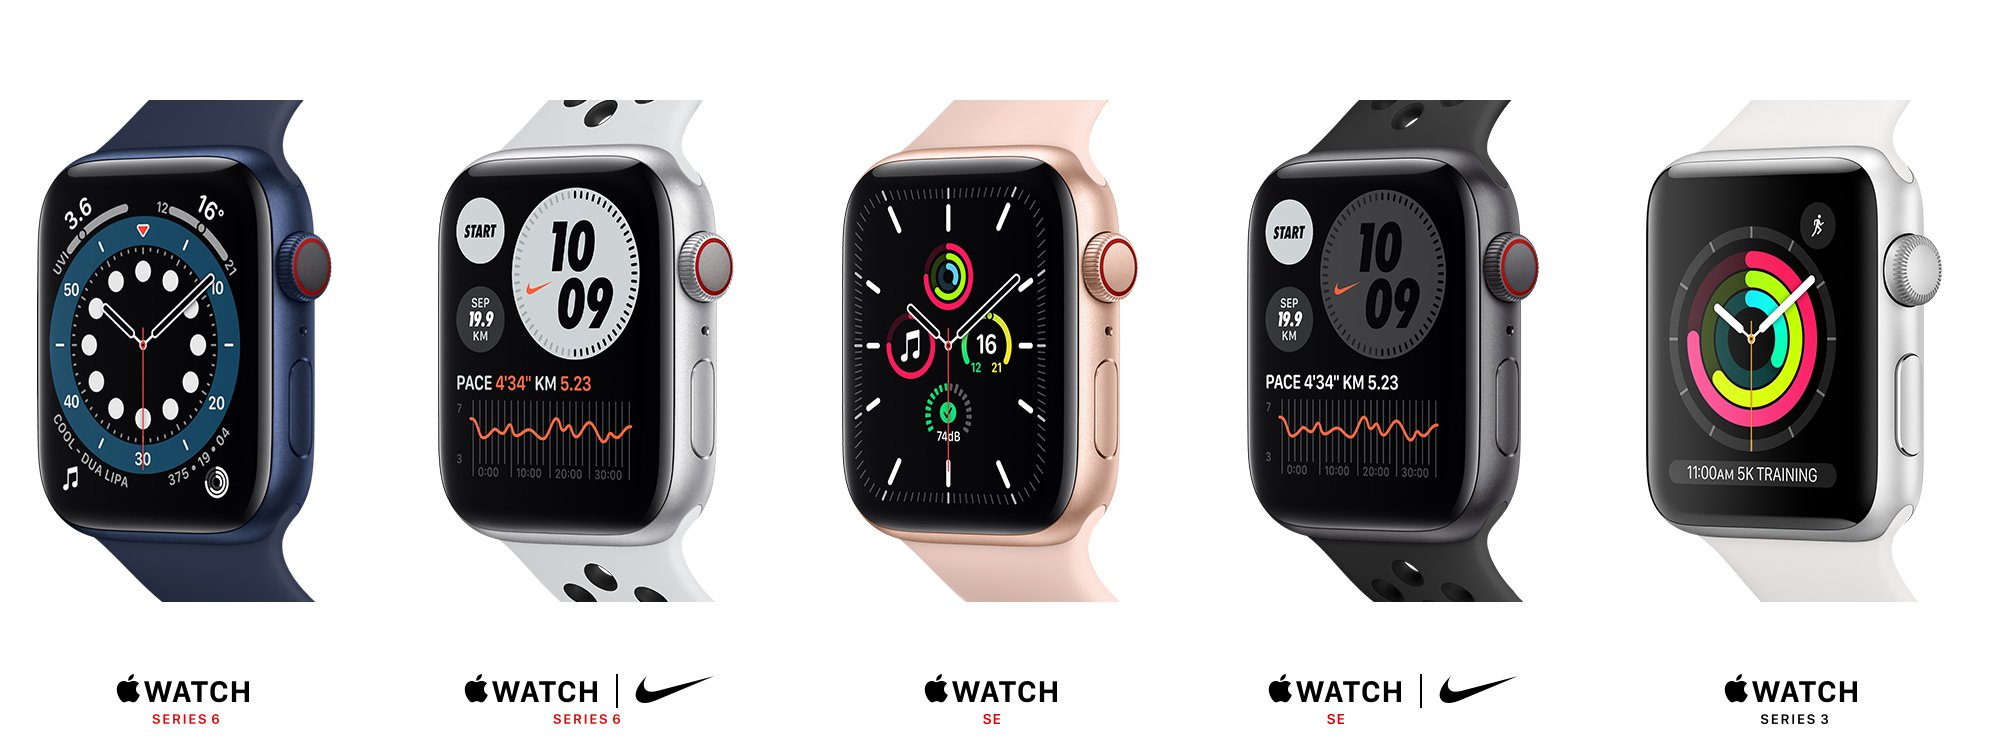 3.6
12 16°
UVI
21
50
10
40
20
30
COOL - DUA LIPA
375 • 19 • 04
START
10
09
SEP
19.9
KM
PACE 4'34" KM 5.23
7
3
0:00 10:00 20:00 30:00
16
12 21
74dB
START
10
09
SEP
19.9
KM
PACE 4'34" KM 5.23
7
3
0:00 10:00 20:00 30:00
11:00AM 5K TRAINING
WATCH
SERIES 6
WATCH
SERIES 6
WATCH
SE
WATCH
SE
WATCH
SERIES 3